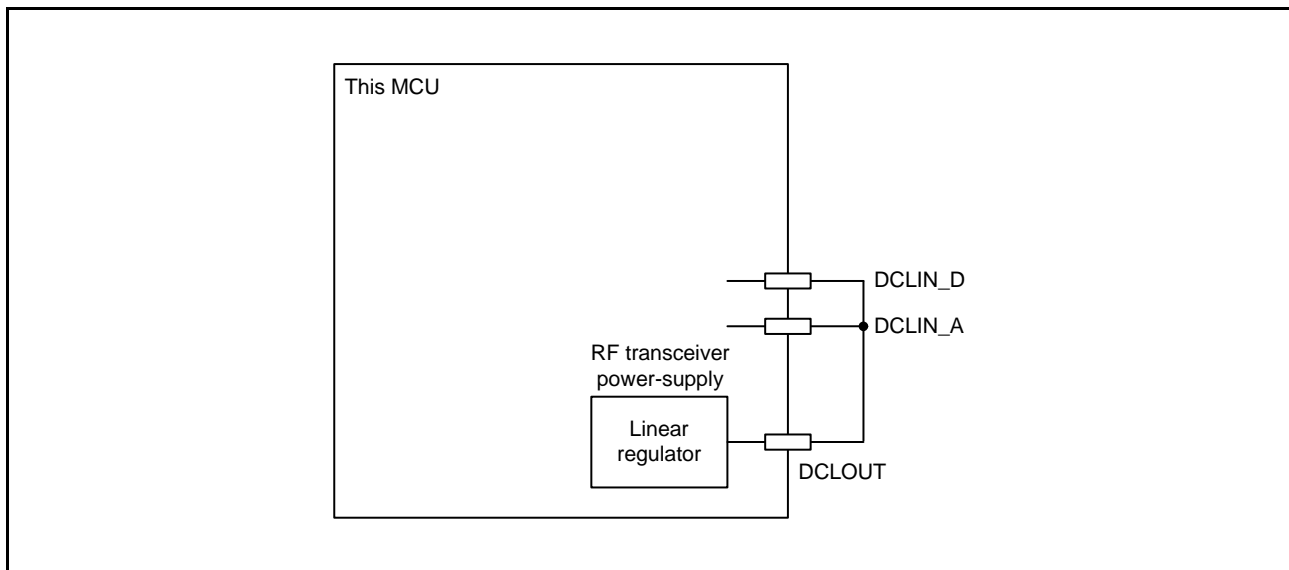 This MCU
DCLIN_D
DCLIN_A
RF transceiver
power-supply
Linear
regulator
DCLOUT